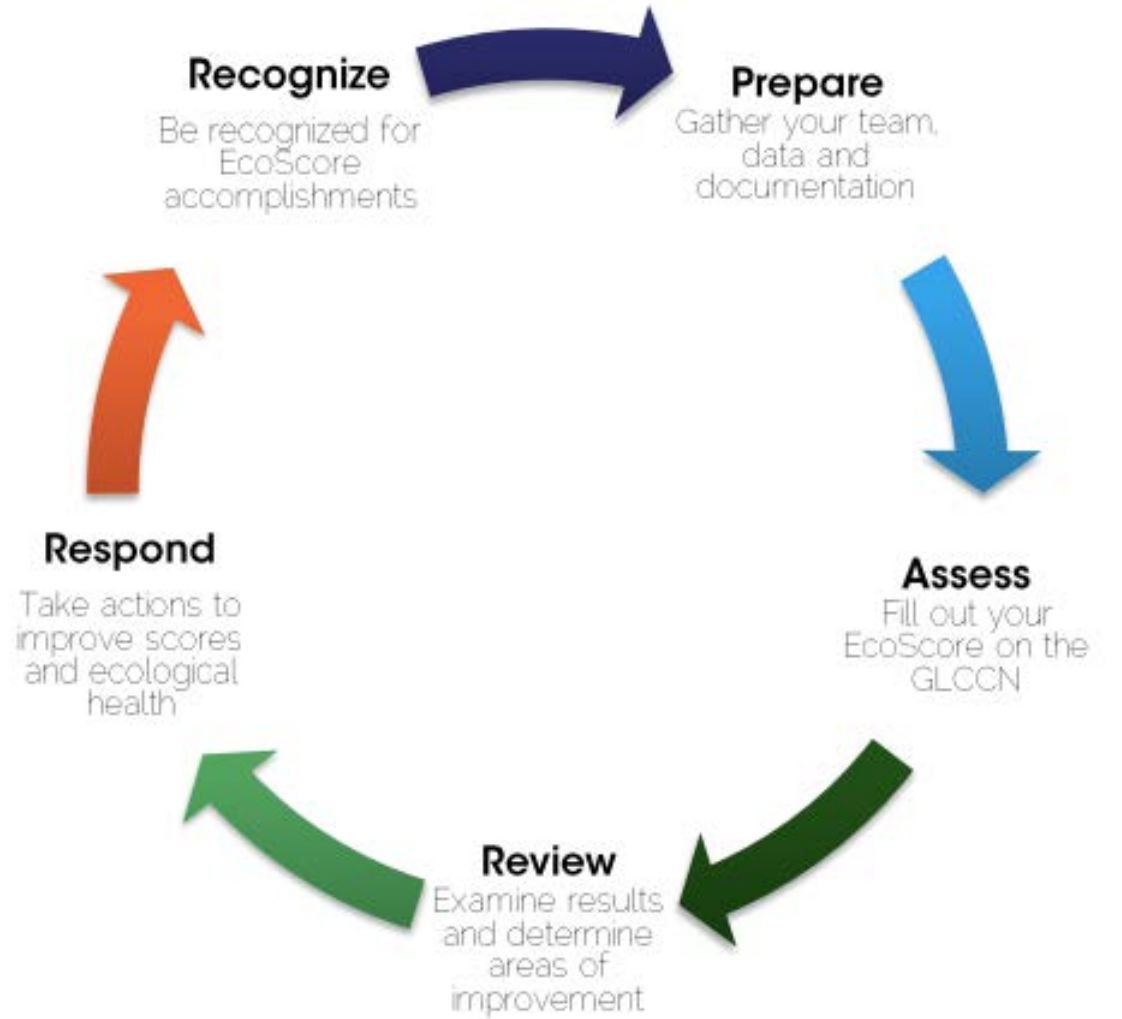 Recognize
Be recognized for
EcoScore
accomplishments
Prepare
Gather your team,
data and
documentation
Assess
Fill out your
EcoScore on the
GLCCN
Review
Examine results
and determine
areas of
improvement
Respond
Take actions to
improve scores
and ecological
health